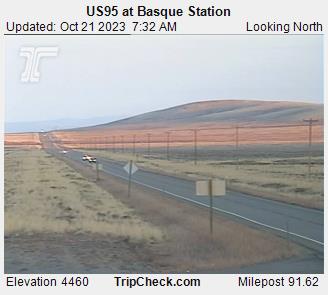 US95 at Basque Station
Updated: Oct 21 2023 7:32 AM Looking North
Elevation 4460 TripCheck.com Milepost 91.62